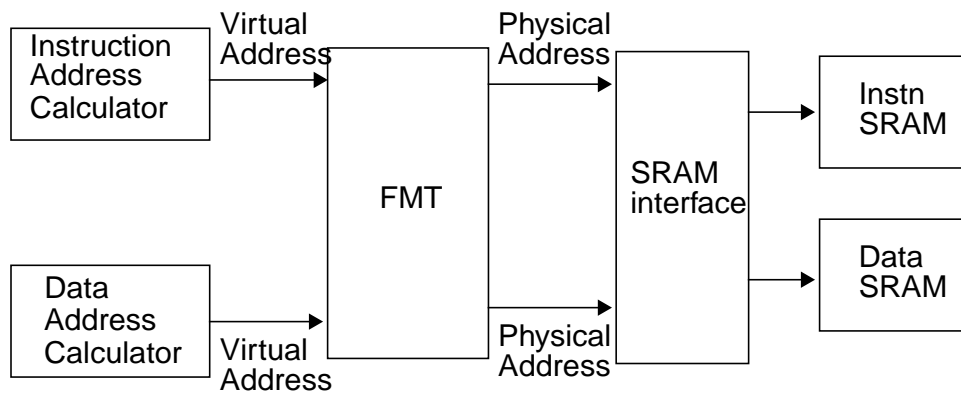 Instruction
Address
Calculator
Virtual
Address
FMT
Physical
Address
SRAM
interface
Instn
SRAM
Data
Address
Calculator
Virtual
Address
Physical
Address
Data
SRAM